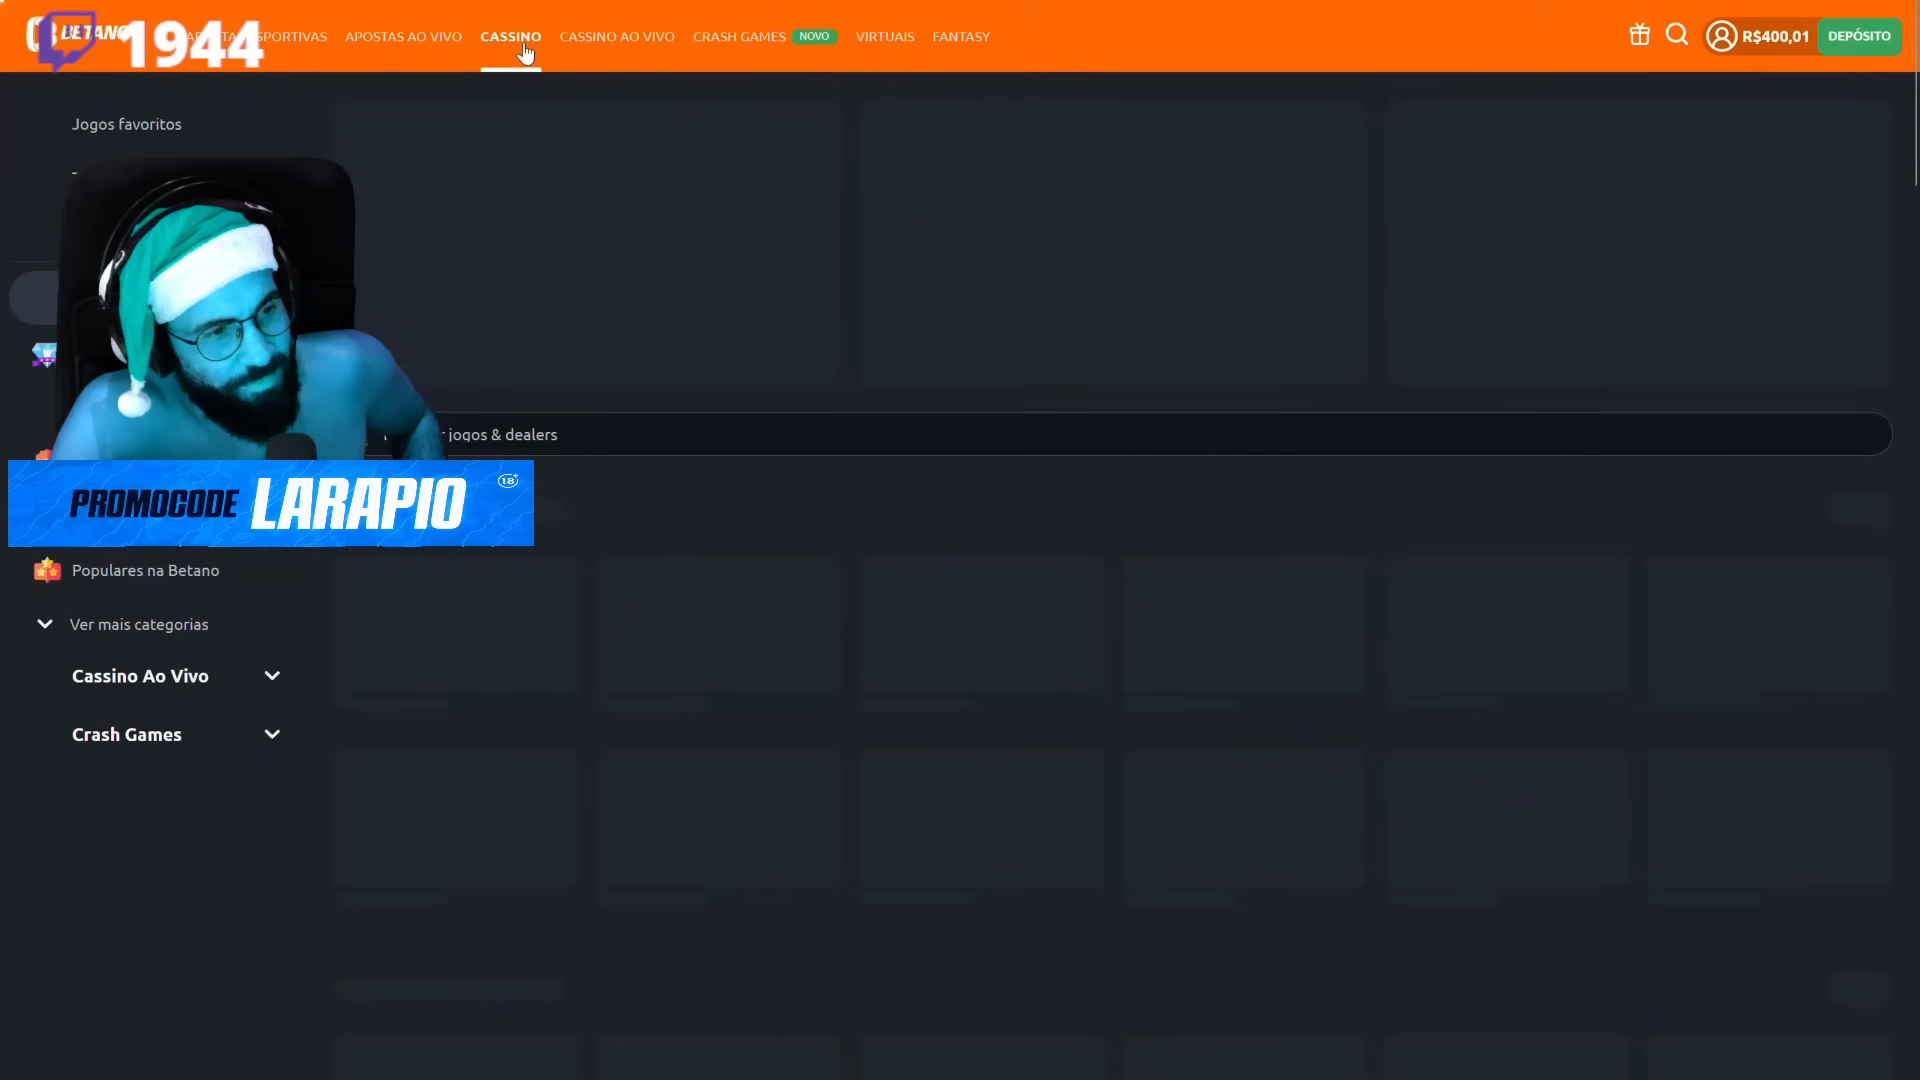 1944
CASSINO
APOSTAS AO VIVO
CASSINO AO VIVO
CRASH GAMES
NOVO
VIRTUAIS
FANTASY
R$400,01
DEPÓSITO
Jogos favoritos
jogos & dealers
PROMOCODE LARAPIO
18+
Populares na Betano
Ver mais categorias
Cassino Ao Vivo
Crash Games